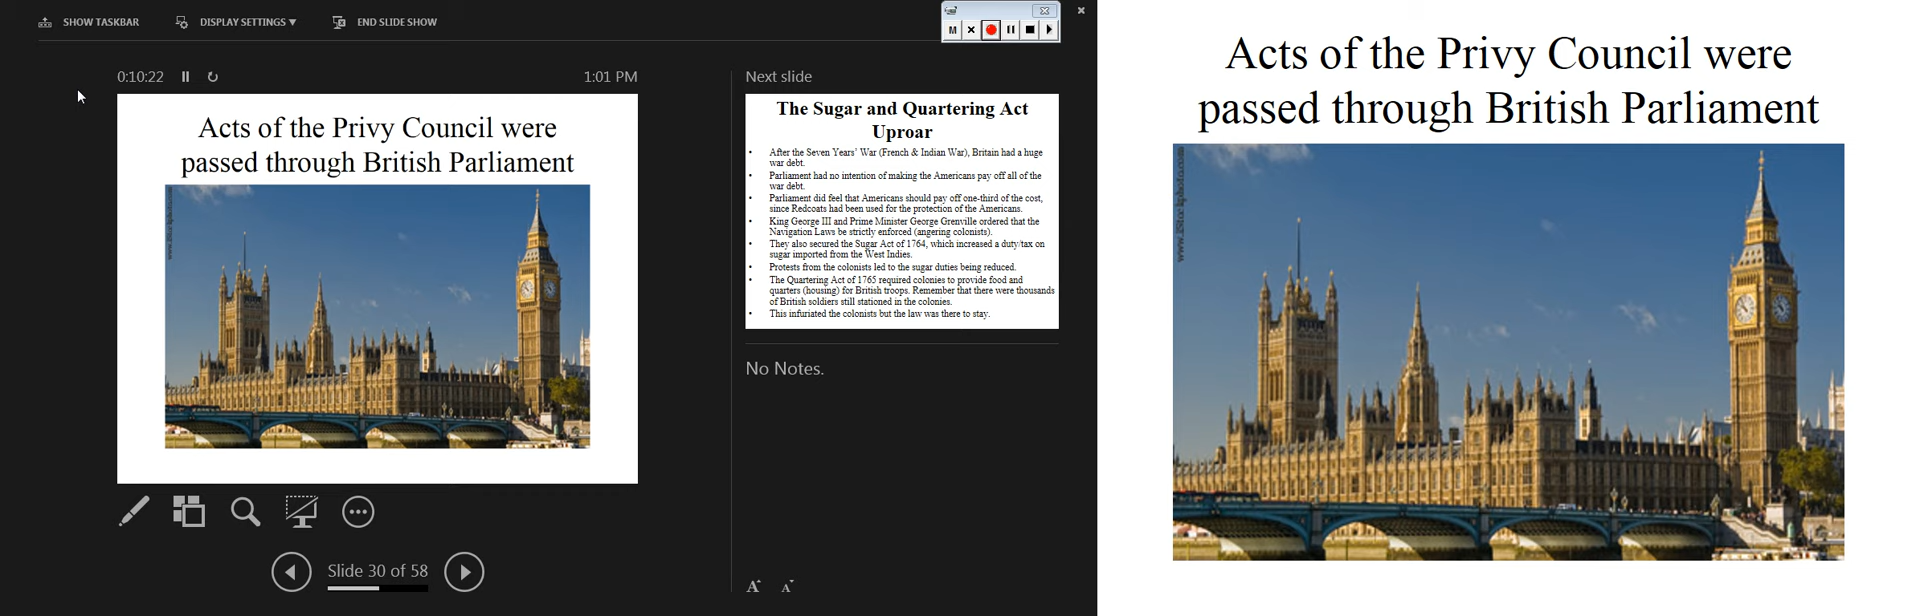 SHOW TASKBAR
DISPLAY SETTINGS ▼
END SLIDE SHOW
M
0:10:22
1:01 PM
Acts of the Privy Council were
passed through British Parliament
www.iStockphoto.com
Slide 30 of 58
Next slide
The Sugar and Quartering Act
Uproar
• After the Seven Years' War (French & Indian War), Britain had a huge
war debt.
• Parliament had no intention of making the Americans pay off all of the
war debt.
• Parliament did feel that Americans should pay off one-third of the cost,
since Redcoats had been used for the protection of the Americans.
• King George III and Prime Minister George Grenville ordered that the
Navigation Laws be strictly enforced (angering colonists).
• They also secured the Sugar Act of 1764, which increased a duty/tax on
sugar imported from the West Indies.
• Protests from the colonists led to the sugar duties being reduced.
• The Quartering Act of 1765 required colonies to provide food and
quarters (housing) for British troops. Remember that there were thousands
of British soldiers still stationed in the colonies.
• This infuriated the colonists but the law was there to stay.
No Notes.
A A
Acts of the Privy Council were
passed through British Parliament
www.iStockphoto.com